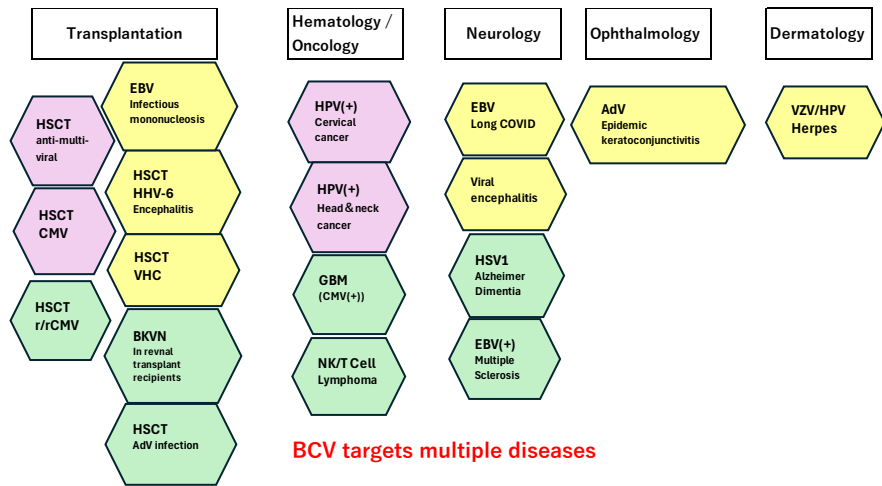 Transplantation
Hematology /
Oncology
Neurology
Ophthalmology
Dermatology
HSCT
anti-multi-
viral
HSCT
CMV
HSCT
r/rCMV
EBV
Infectious
mononucleosis
HSCT
HHV-6
Encephalitis
HSCT
VHC
BKVN
In revnal
transplant
recipients
HSCT
AdV infection
HPV(+)
Cervical
cancer
HPV(+)
Head&neck
cancer
GBM
(CMV(+))
NK/T Cell
Lymphoma
EBV
Long COVID
Viral
encephalitis
HSV1
Alzheimer
Dimentia
EBV(+)
Multiple
Sclerosis
AdV
Epidemic
keratoconjunctivitis
VZV/HPV
Herpes
BCV targets multiple diseases